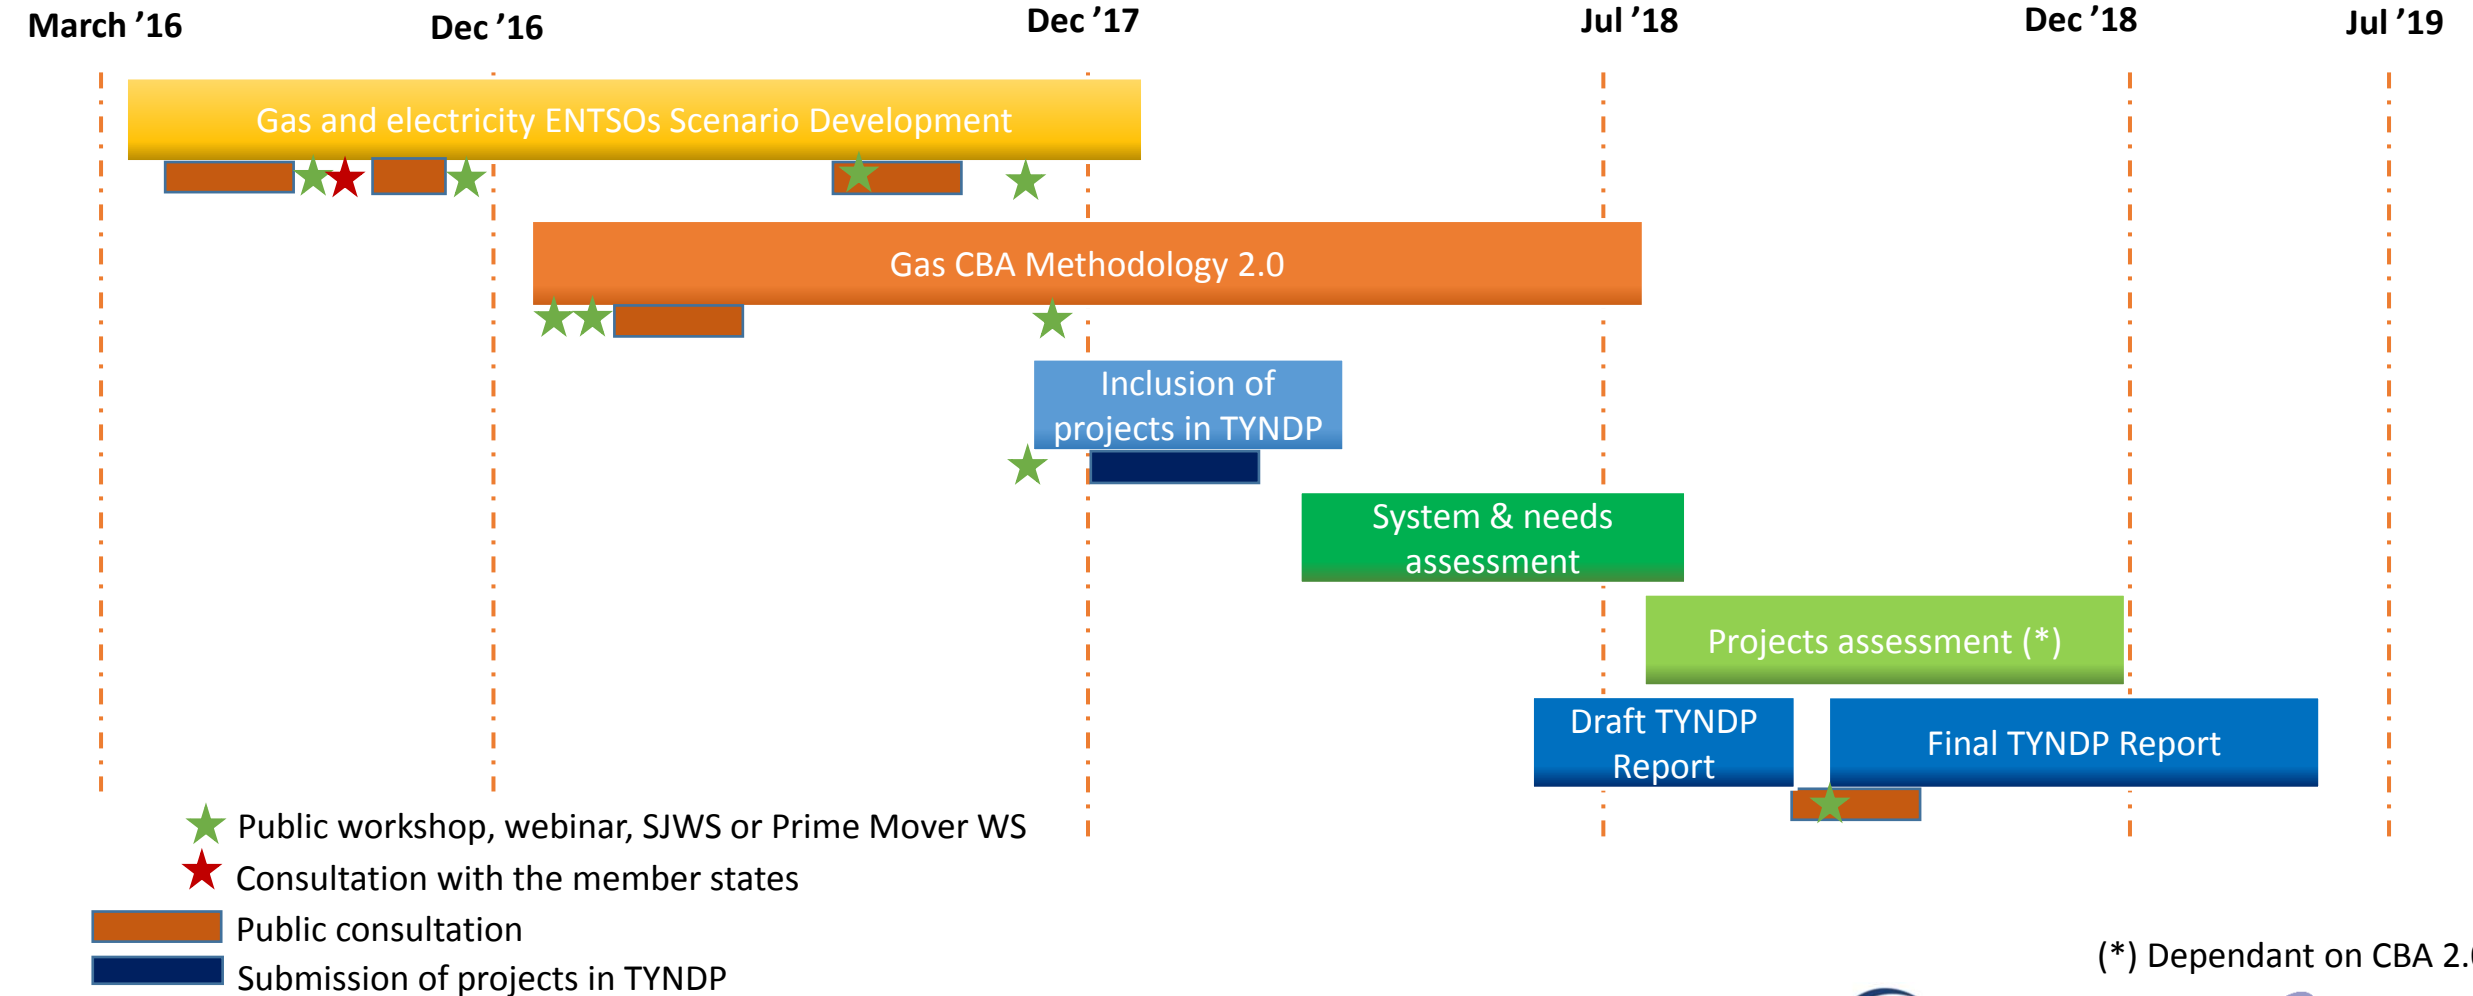 March ’16
Dec ’16
Dec ’17
Jul ’18
Dec ’18
Jul ’19
Gas and electricity ENTSOs Scenario Development
Gas CBA Methodology 2.0
Inclusion of
projects in TYNDP
System & needs
assessment
Projects assessment (*)
Draft TYNDP
Report
Final TYNDP Report
Public workshop, webinar, SJWS or Prime Mover WS
Consultation with the member states
Public consultation
Submission of projects in TYNDP
(*) Dependant on CBA 2.0